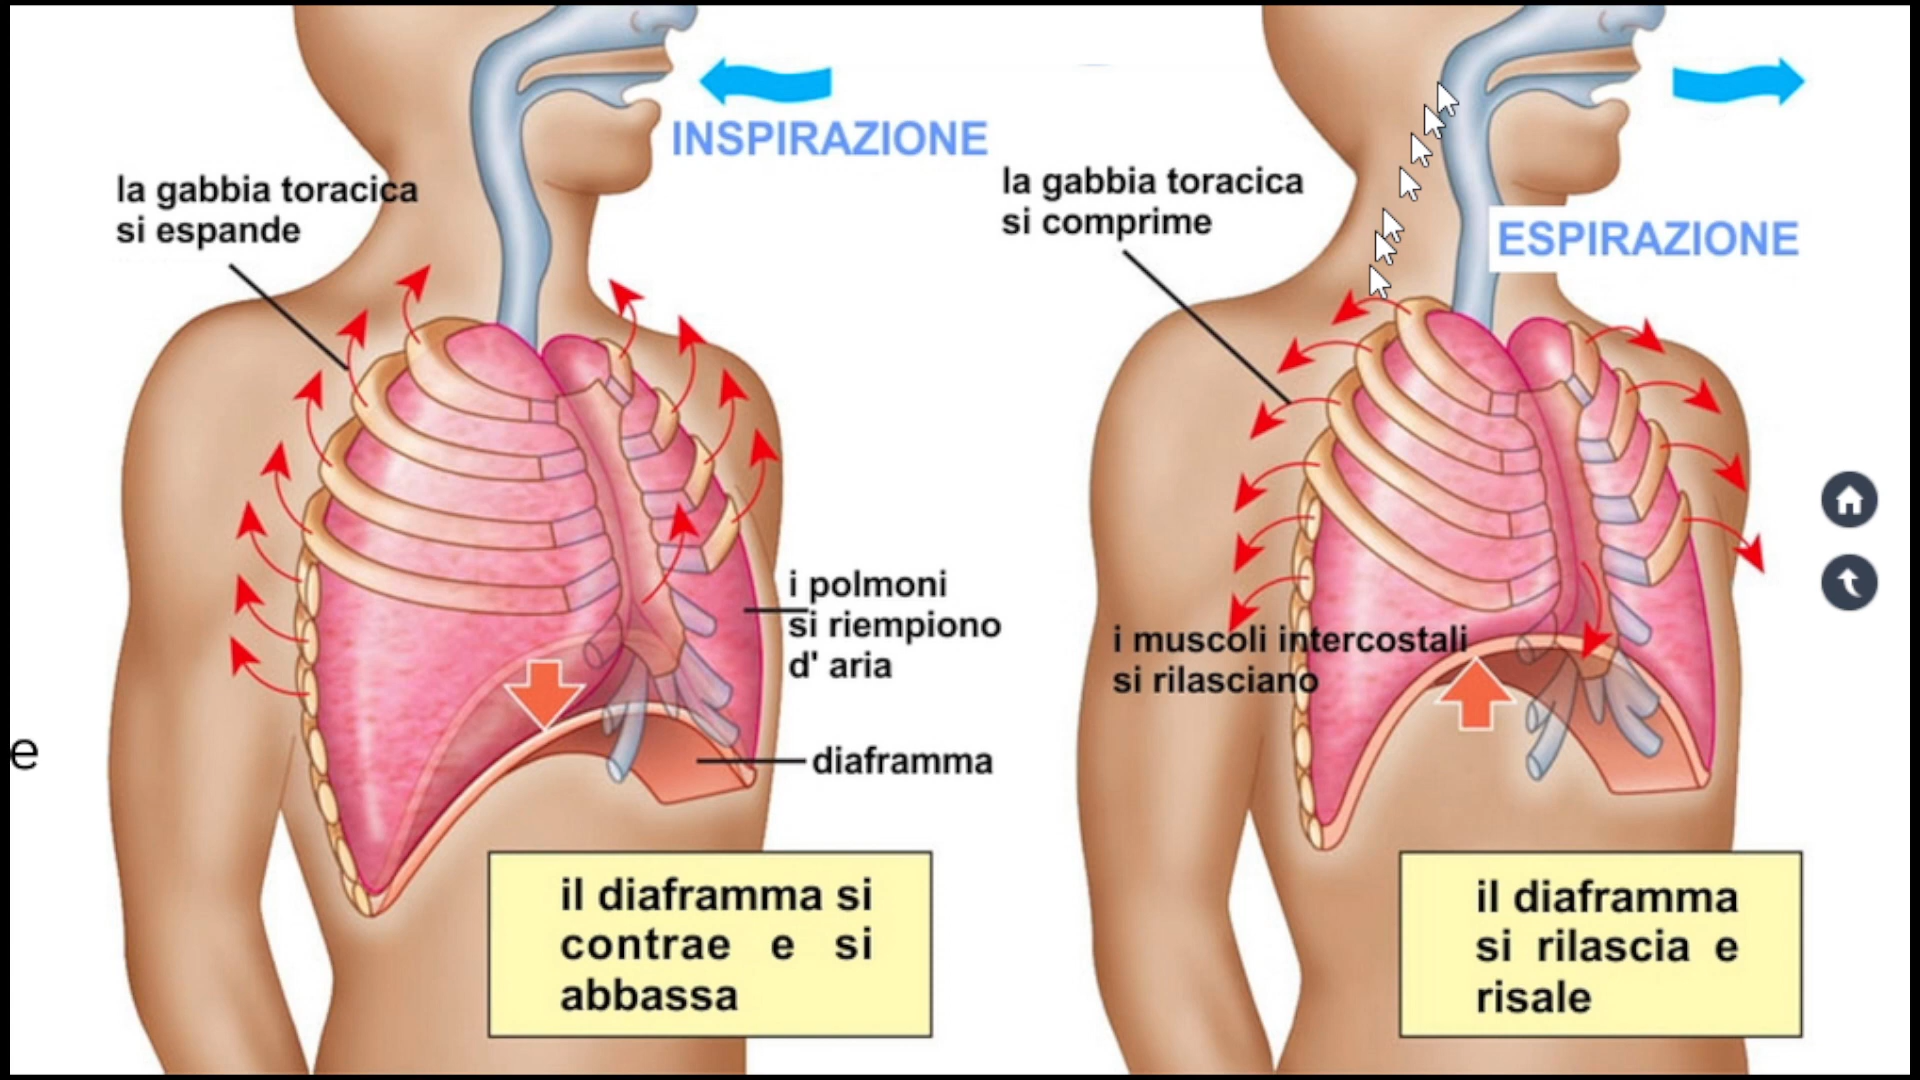 INSPIRAZIONE
la gabbia toracica
si espande
i polmoni
si riempiono
d' aria
diaframma
il diaframma si
contrae e si
abbassa
e
la gabbia toracica
si comprime
ESPIRAZIONE
i muscoli intercostali
si rilasciano
il diaframma
si rilascia e
risale